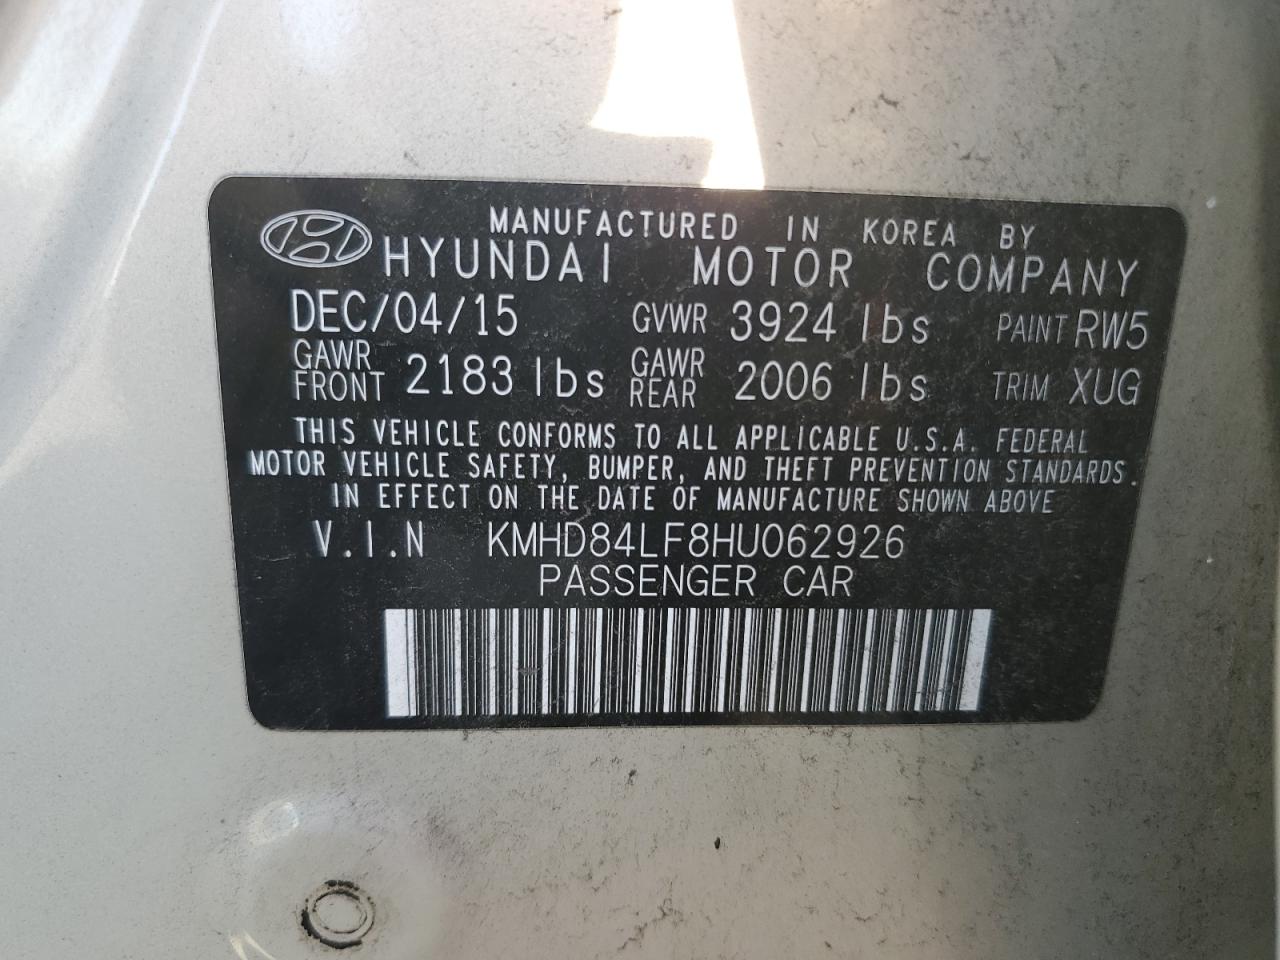 MANUFACTURED IN KOREA BY
HYUNDAI MOTOR COMPANY
DEC/04/15 GVWR 3924 lbs PAINT RW5
GAWR FRONT 2183 lbs GAWR REAR 2006 lbs TRIM XUG
THIS VEHICLE CONFORMS TO ALL APPLICABLE U.S.A. FEDERAL
MOTOR VEHICLE SAFETY, BUMPER, AND THEFT PREVENTION STANDARDS.
IN EFFECT ON THE DATE OF MANUFACTURE SHOWN ABOVE
V.I.N KMHD84LF8HU062926
PASSENGER CAR